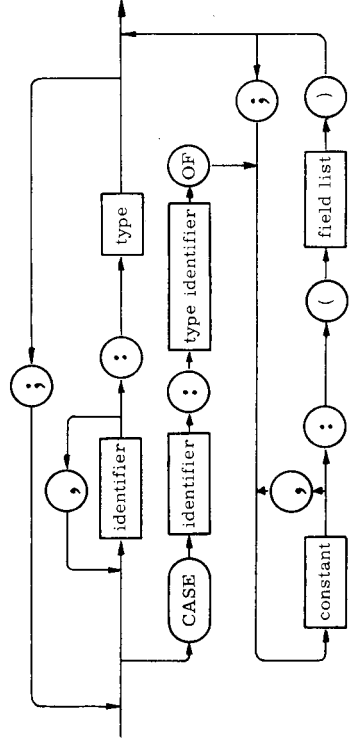 ;
,
identifier : type
CASE identifier : type identifier OF
;
,
constant : ( field list )